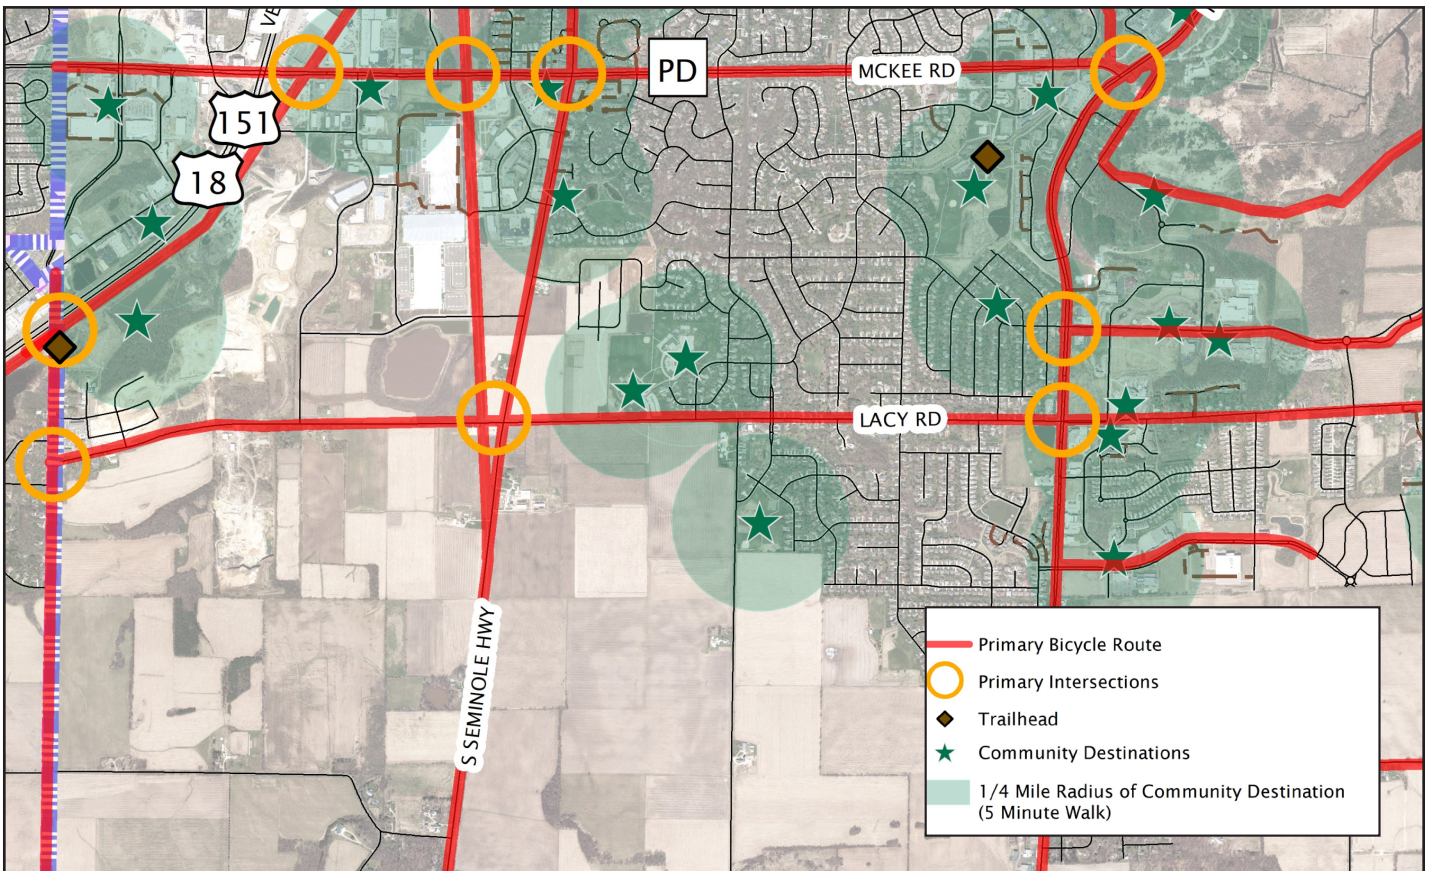 VE
PD
MCKEE RD
151
18
LACY RD
S SEMINOLE HWY
Primary Bicycle Route
Primary Intersections
Trailhead
Community Destinations
1/4 Mile Radius of Community Destination
(5 Minute Walk)